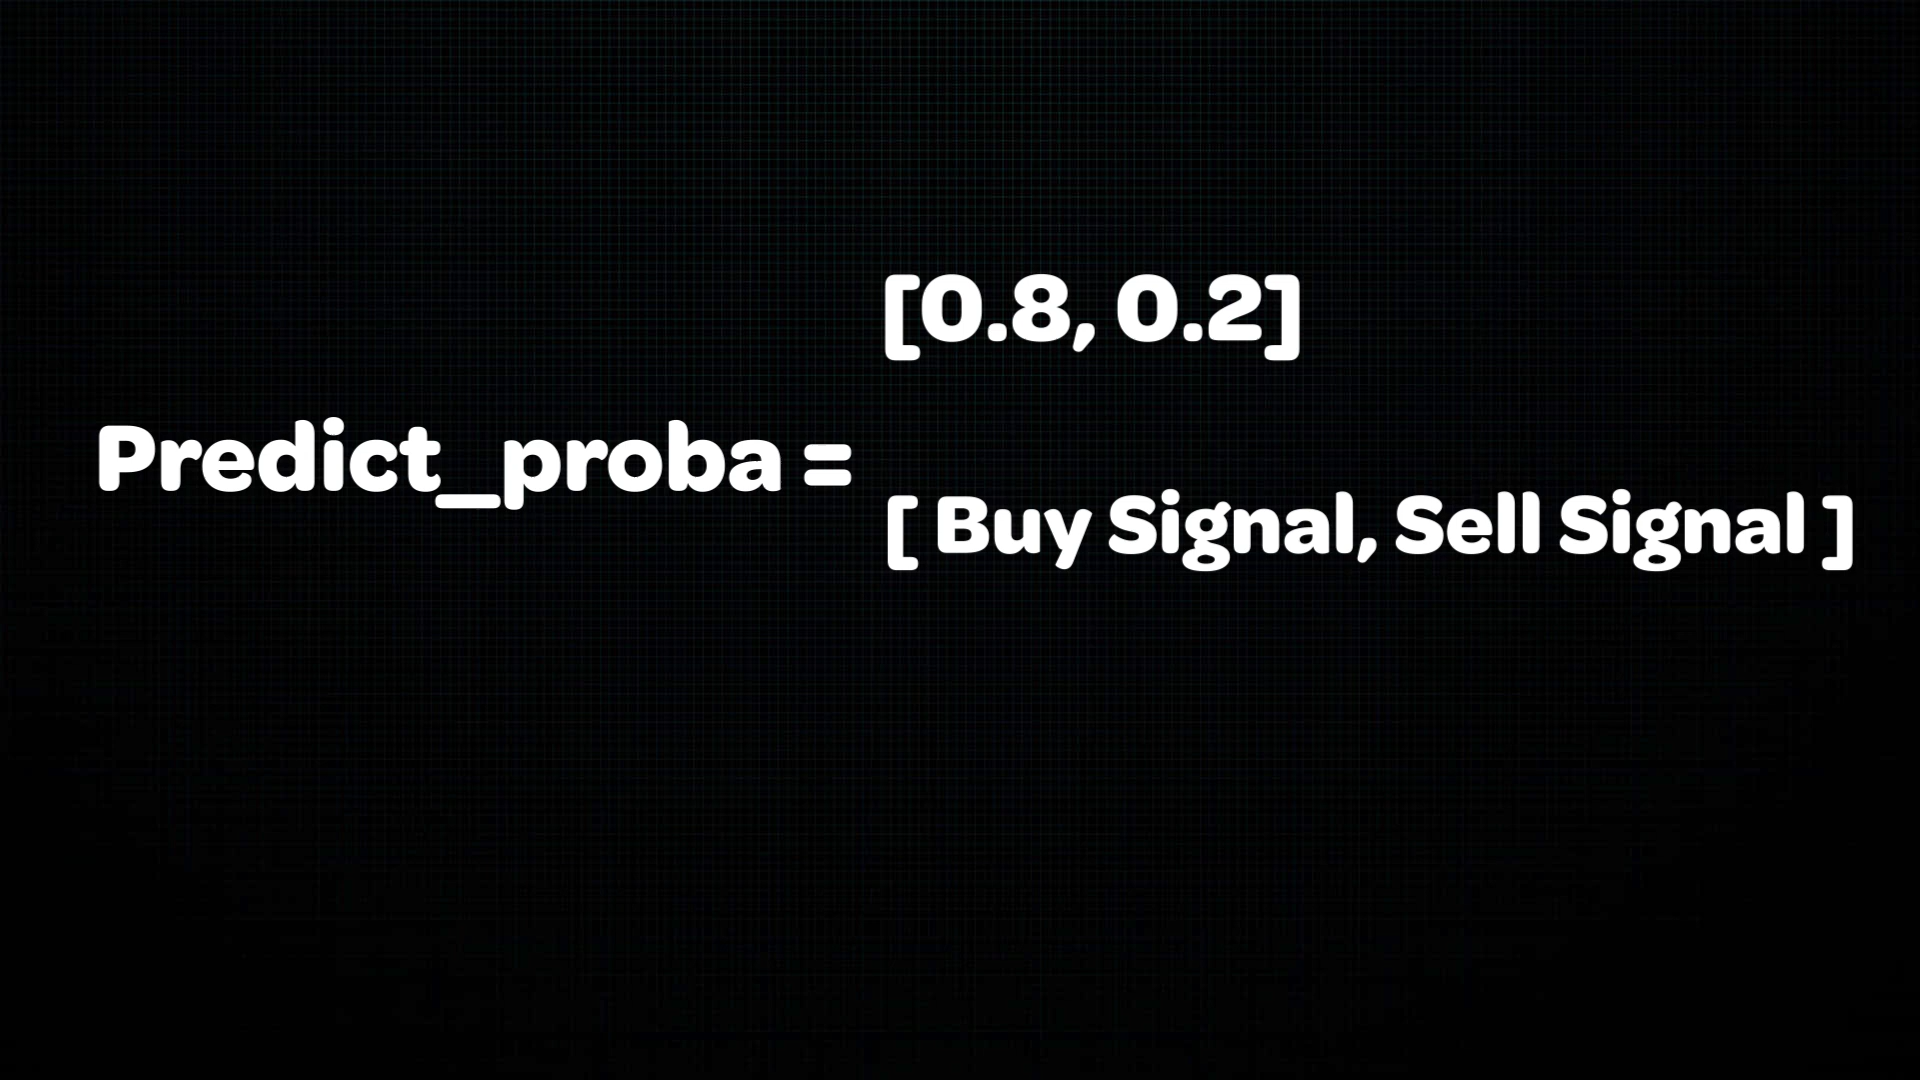 [0.8, 0.2]
Predict_proba =
[ Buy Signal, Sell Signal ]